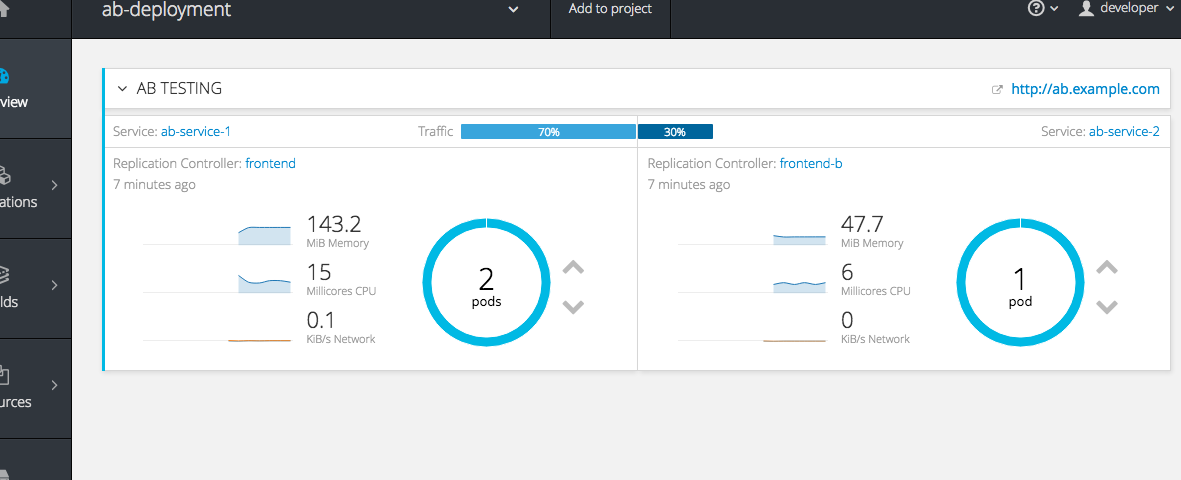 ab-deployment
Add to project
developer
view
ations
lds
urces
AB TESTING
http://ab.example.com
Service: ab-service-1
Traffic
70%
30%
Service: ab-service-2
Replication Controller: frontend
7 minutes ago
143.2
MiB Memory
15
Millicores CPU
0.1
KiB/s Network
2
pods
Replication Controller: frontend-b
7 minutes ago
47.7
MiB Memory
6
Millicores CPU
0
KiB/s Network
1
pod